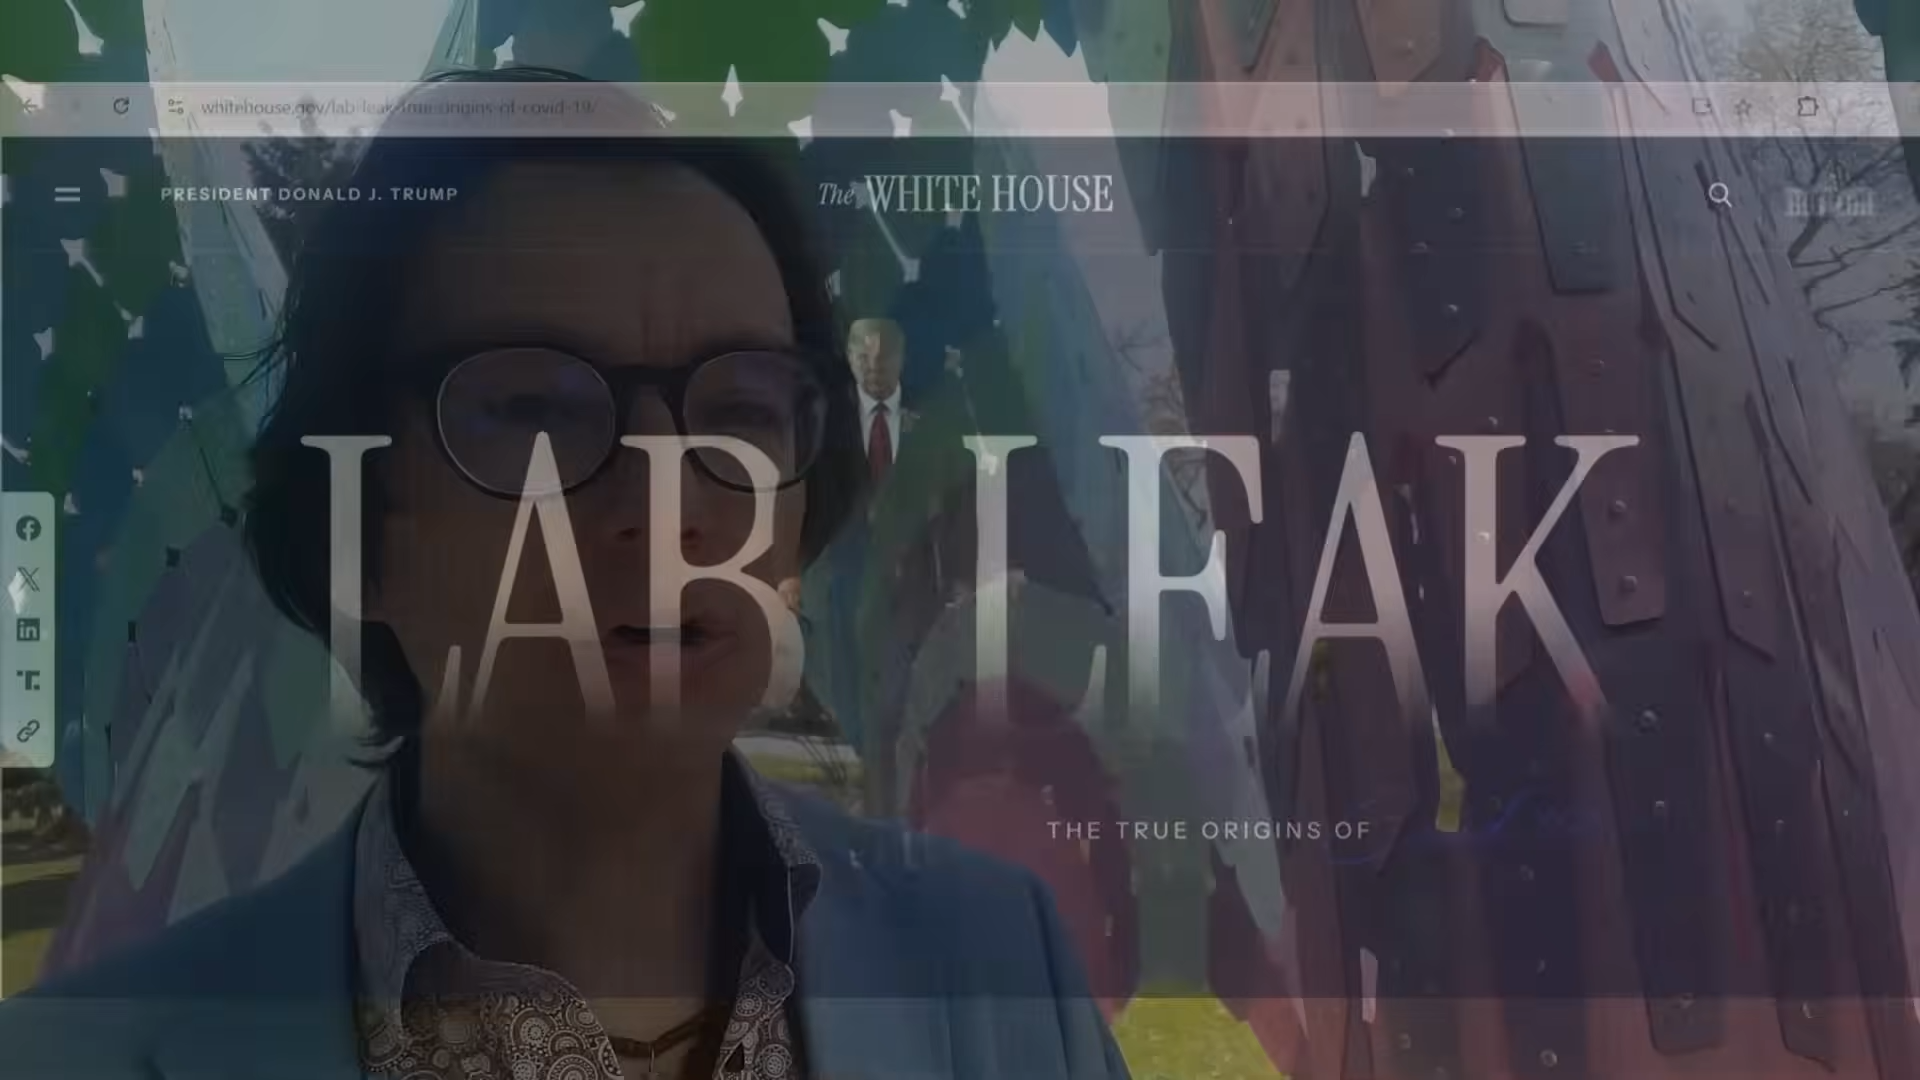 whitehouse.gov/lab-leak-true-origins-of-covid-19/
PRESIDENT DONALD J. TRUMP
The WHITE HOUSE
LAB LEAK
THE TRUE ORIGINS OF